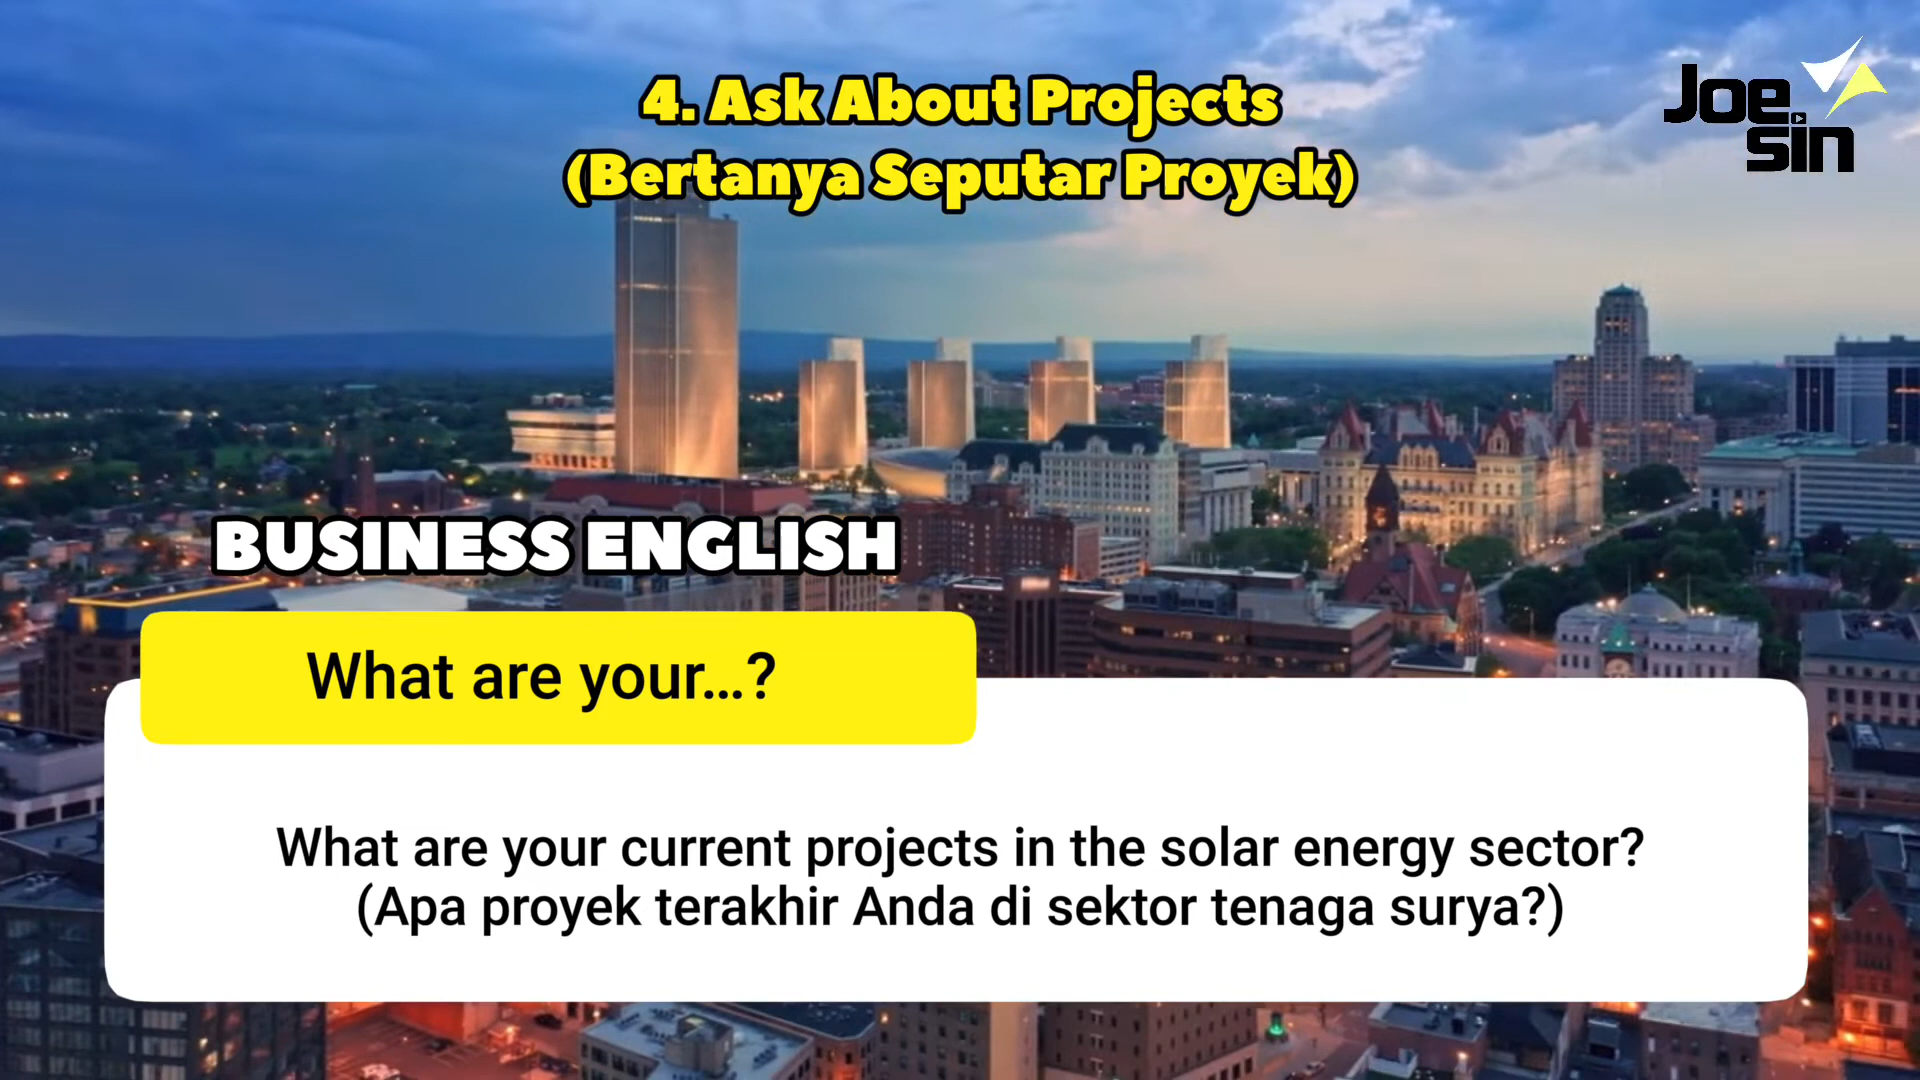 4. Ask About Projects
(Bertanya Seputar Proyek)
Joe
sin
BUSINESS ENGLISH
What are your...?
What are your current projects in the solar energy sector?
(Apa proyek terakhir Anda di sektor tenaga surya?)